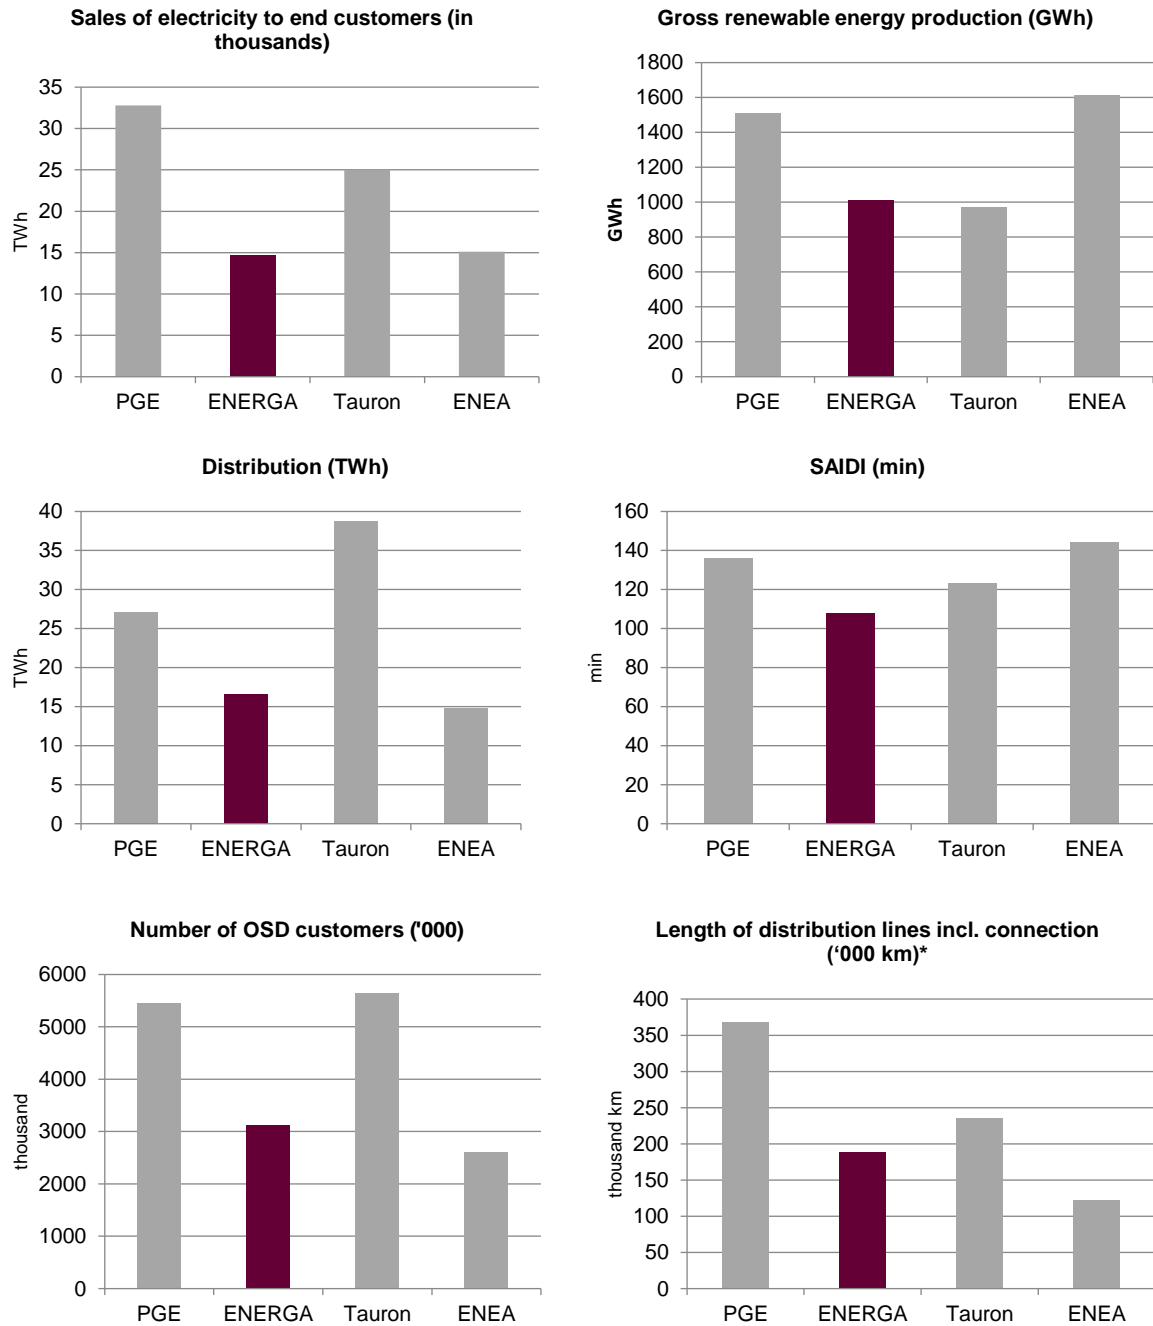 Sales of electricity to end customers (in
thousands)
35
30
25
20
15
10
5
0
TWh
PGE ENERGA Tauron ENEA
Gross renewable energy production (GWh)
1800
1600
1400
1200
1000
800
600
400
200
0
GWh
PGE ENERGA Tauron ENEA
Distribution (TWh)
40
35
30
25
20
15
10
5
0
TWh
PGE ENERGA Tauron ENEA
SAIDI (min)
160
140
120
100
80
60
40
20
0
min
PGE ENERGA Tauron ENEA
Number of OSD customers ('000)
6000
5000
4000
3000
2000
1000
0
thousand
PGE ENERGA Tauron ENEA
Length of distribution lines incl. connection
(‘000 km)*
400
350
300
250
200
150
100
50
0
thousand km
PGE ENERGA Tauron ENEA